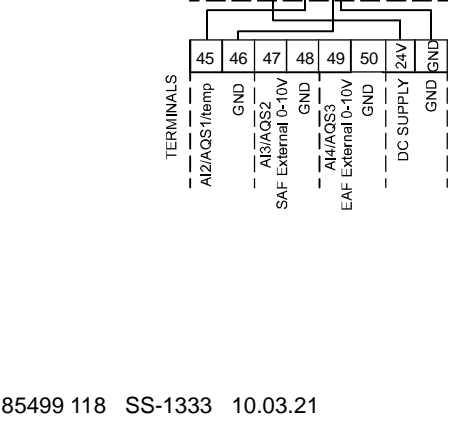 45 46 47 48 49 50 24V GND
TERMINALS
AI2/AQS1/temp
GND
AI3/AQS2
SAF External 0-10V
GND
AI4/AQS3
EAF External 0-10V
GND
DC SUPPLY
GND
85499 118 SS-1333 10.03.21